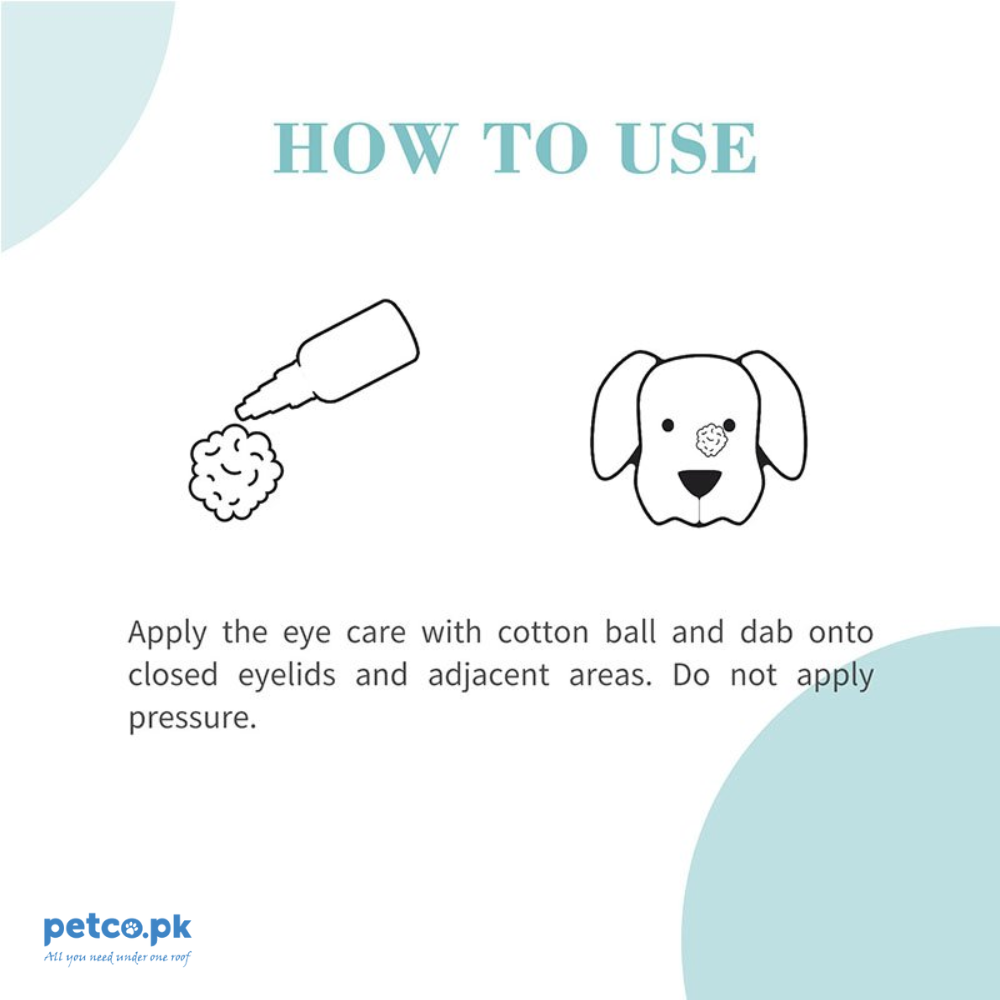 HOW TO USE
Apply the eye care with cotton ball and dab onto
closed eyelids and adjacent areas. Do not apply
pressure.
petco.pk
All you need under one roof